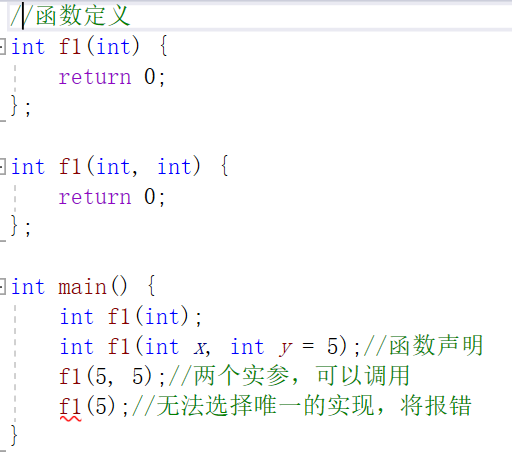 //函数定义
int f1(int) {
    return 0;
};

int f1(int, int) {
    return 0;
};

int main() {
    int f1(int);
    int f1(int x, int y = 5);//函数声明
    f1(5, 5);//两个实参，可以调用
    f1(5);//无法选择唯一的实现，将报错
}